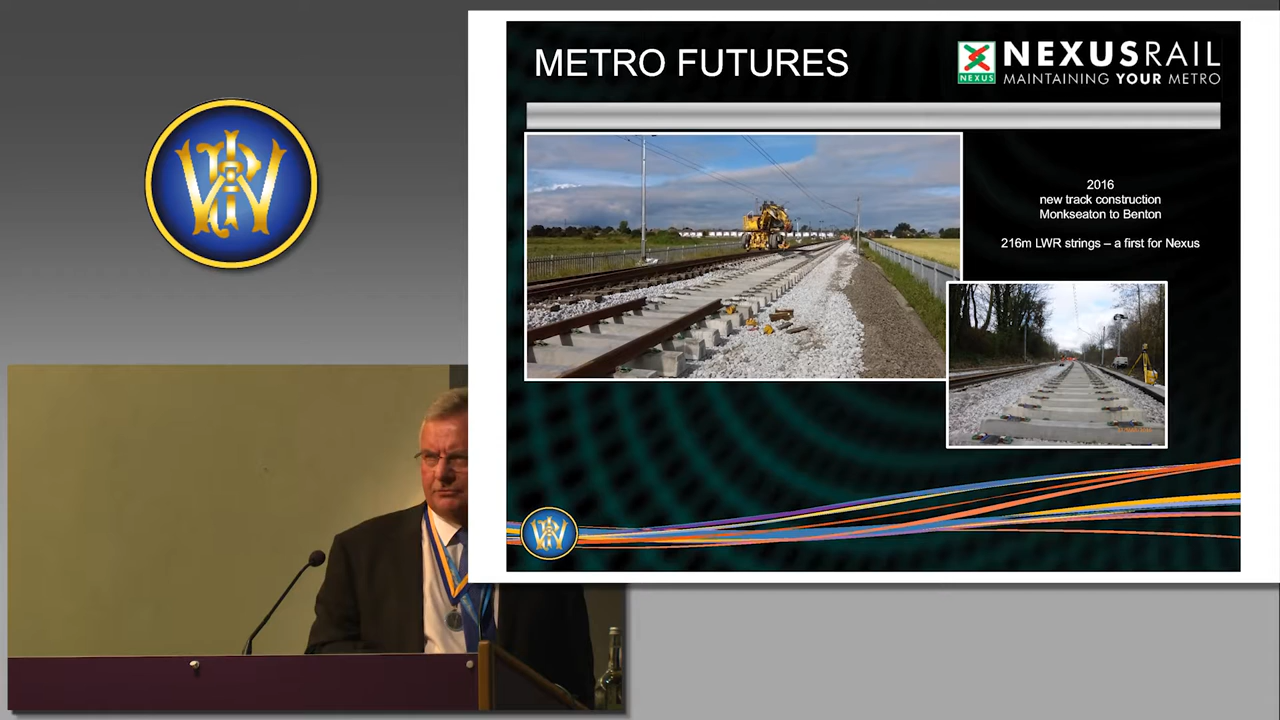 METRO FUTURES
NEXUS
NEXUSRAIL
MAINTAINING YOUR METRO
2016
new track construction
Monkseaton to Benton
216m LWR strings – a first for Nexus